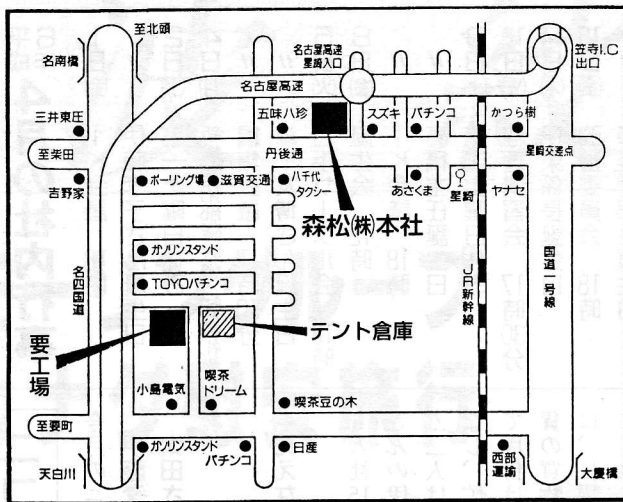 至北頭
名南橋
名古屋高速
星崎入口
笠寺I.C
出口
名古屋高速
三井東圧
五味八珍
スズキ
パチンコ
かつら樹
至柴田
丹後通
星崎交差点
吉野家
ボーリング場
滋賀交通
八千代
タクシー
あさくま
星崎
ヤナセ
森松㈱本社
ガソリンスタンド
TOYOパチンコ
名四国道
JR新幹線
国道一号線
要工場
テント倉庫
小島電気
喫茶
ドリーム
喫茶豆の木
至要町
ガソリンスタンド
パチンコ
日産
西部
運輸
天白川
大慶橋